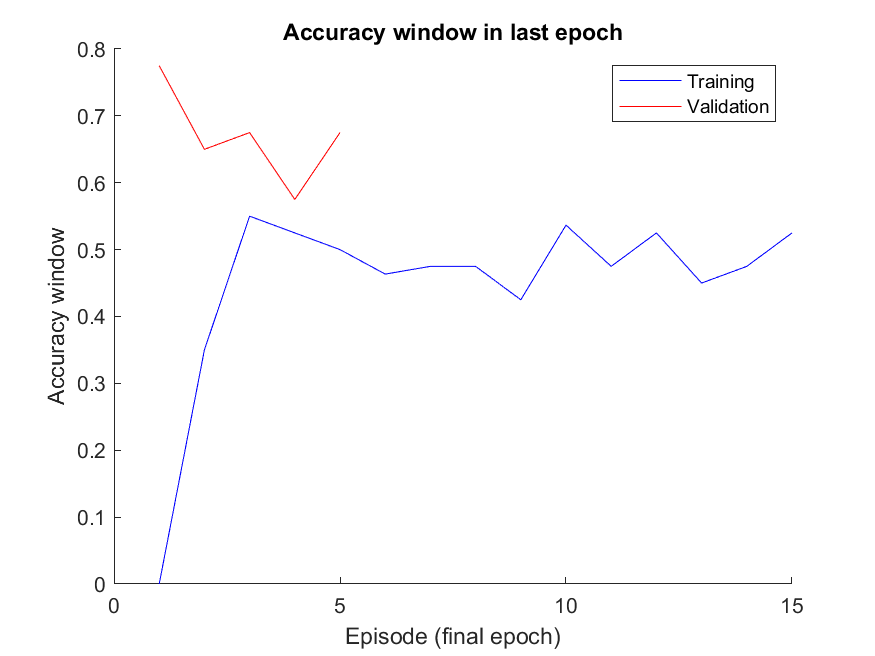 Accuracy window in last epoch
0.8
0.7
0.6
0.5
0.4
0.3
0.2
0.1
0
Accuracy window
Training
Validation
0 5 10 15
Episode (final epoch)